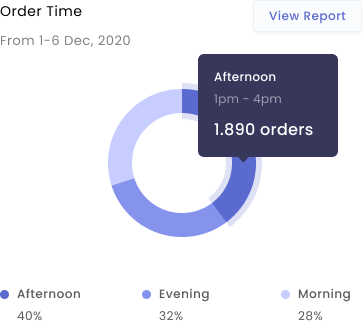 Order Time
View Report
From 1-6 Dec, 2020
Afternoon
1pm - 4pm
1.890 orders
Afternoon Evening Morning
40% 32% 28%